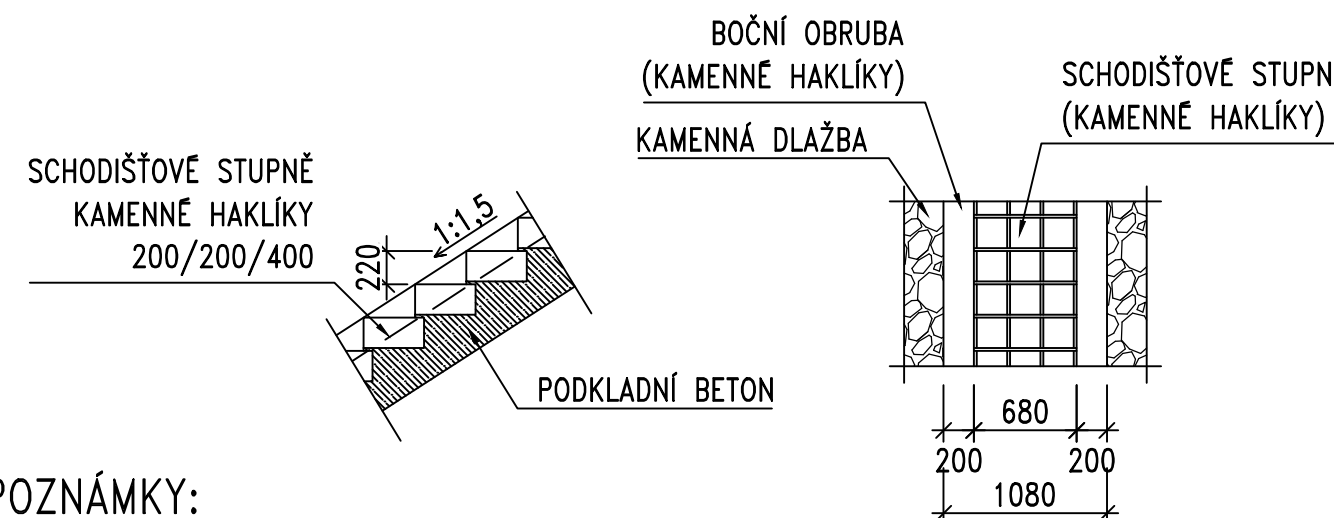 BOČNÍ OBRUBA
(KAMENNÉ HAKLÍKY)
SCHODIŠŤOVÉ STUPN
(KAMENNÉ HAKLÍKY)
KAMENNÁ DLAŽBA
SCHODIŠŤOVÉ STUPNĚ
KAMENNÉ HAKLÍKY
200/200/400
1:1,5
220
PODKLADNÍ BETON
680
200 200
1080
POZNÁMKY: